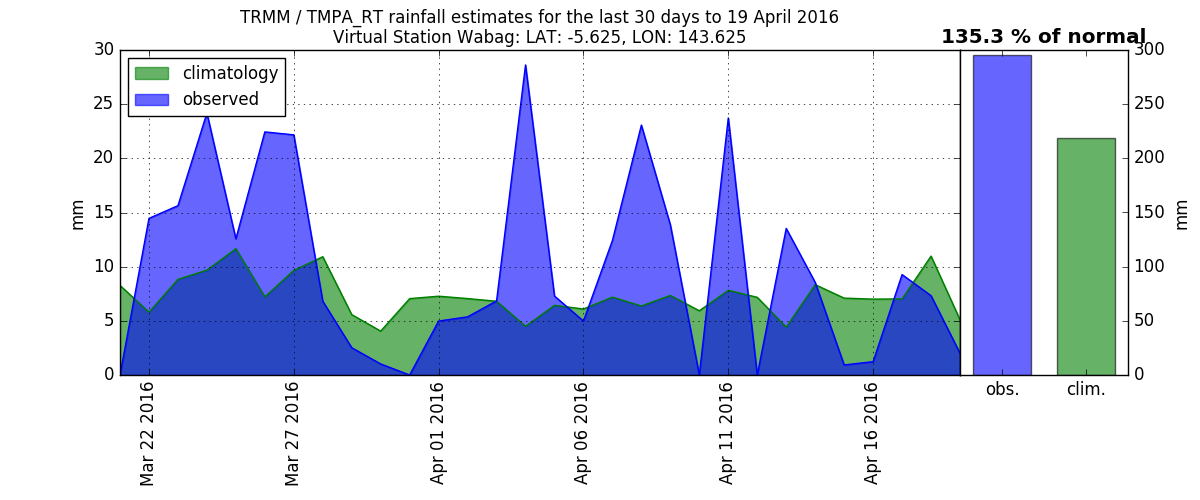 TRMM / TMPA_RT rainfall estimates for the last 30 days to 19 April 2016
Virtual Station Wabag: LAT: -5.625, LON: 143.625
135.3 % of normal
climatology
observed
30
25
20
15
10
5
0
mm
Mar 22 2016
Mar 27 2016
Apr 01 2016
Apr 06 2016
Apr 11 2016
Apr 16 2016
obs.
clim.
300
250
200
150
100
50
0
mm